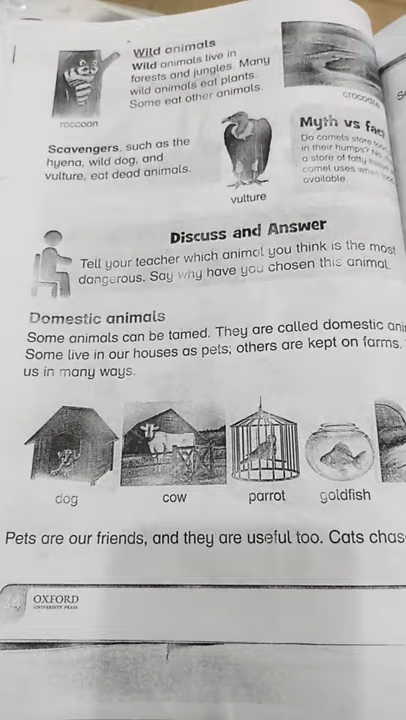 Wild animals
Wild animals live in
forests and jungles. Many
wild animals eat plants.
Some eat other animals.
raccoon
crocodile
Scavengers, such as the
hyena, wild dog, and
vulture, eat dead animals.
vulture
Myth vs fact
Do camels store
in their humps?
a store of fatty
camel uses when
available.
Discuss and Answer
Tell your teacher which animal you think is the most
dangerous. Say why have you chosen this animal.
Domestic animals
Some animals can be tamed. They are called domestic ani
Some live in our houses as pets; others are kept on farms.
us in many ways.
dog
cow
parrot
goldfish
Pets are our friends, and they are useful too. Cats chas
OXFORD
UNIVERSITY PRESS